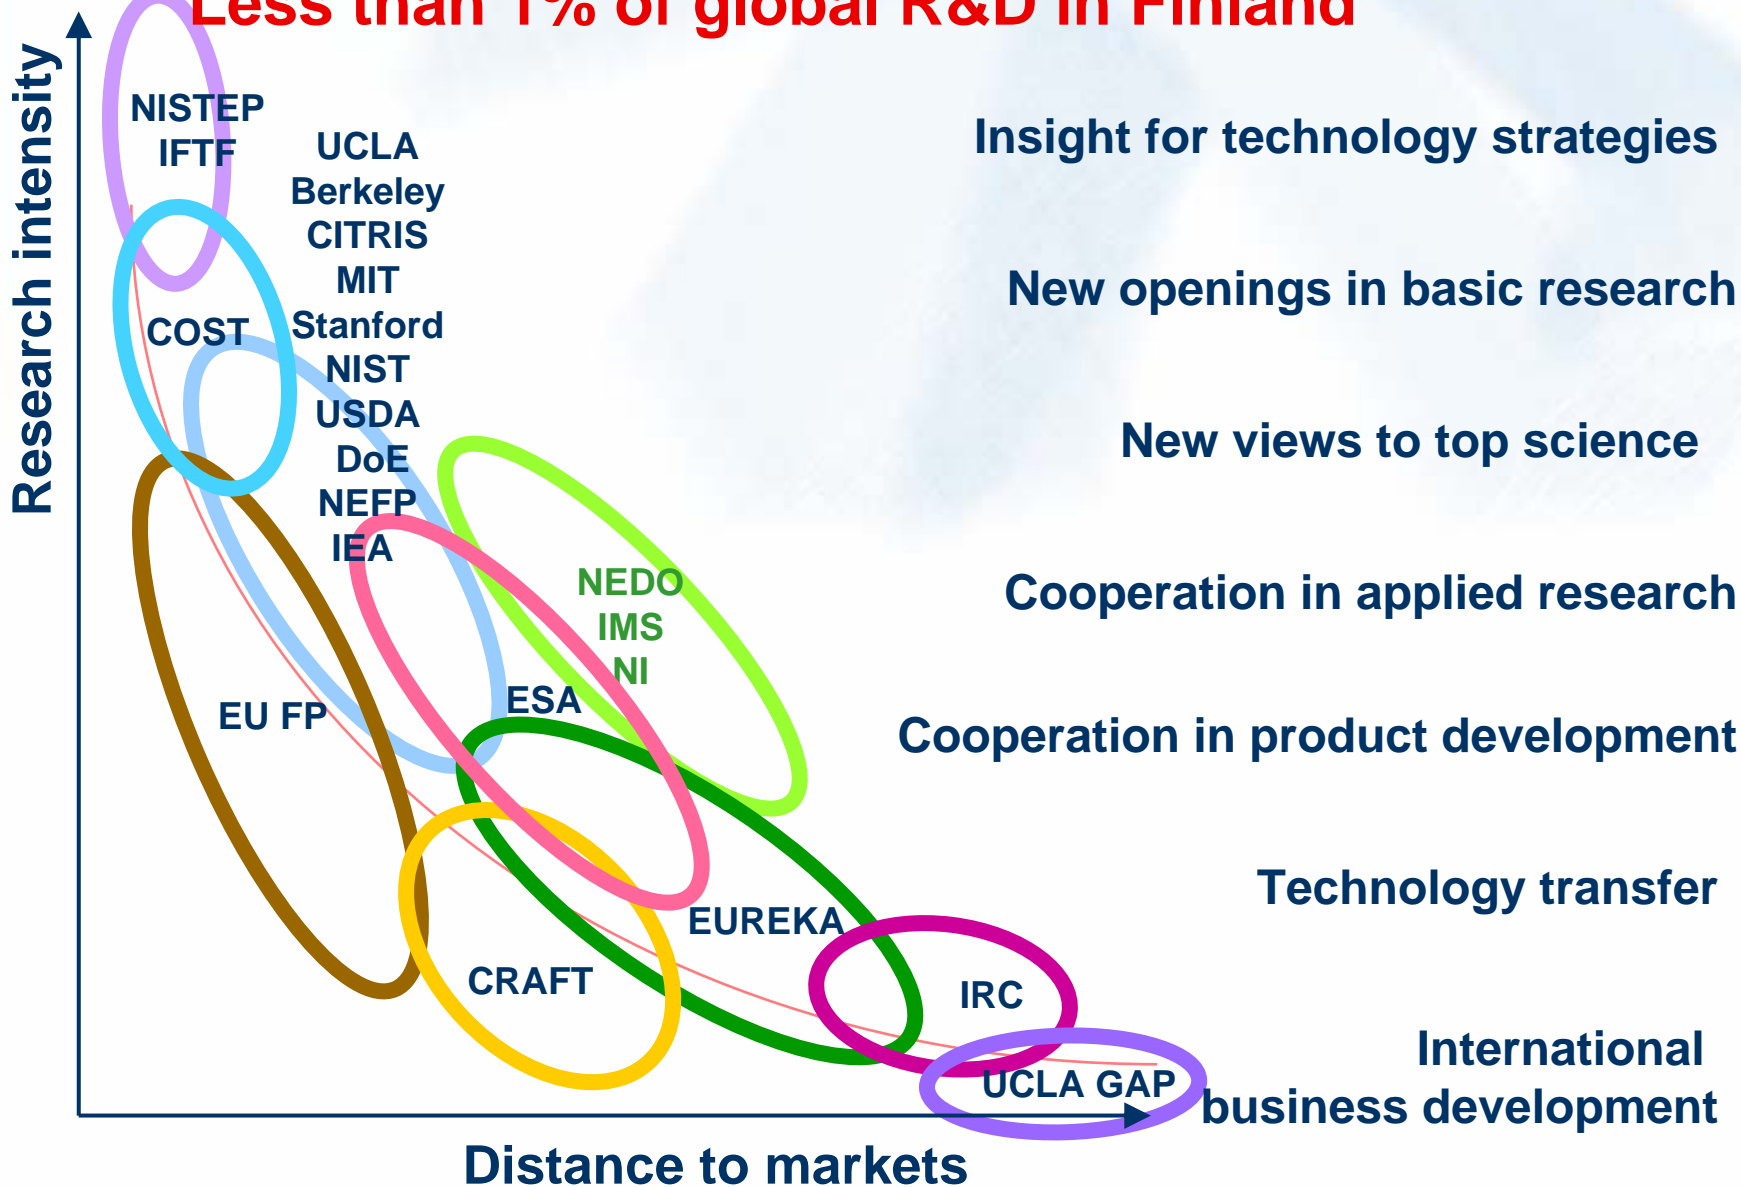 Less than 1% of global R&D in Finland
Research intensity
NISTEP
IFTF
UCLA
Berkeley
CITRIS
MIT
Stanford
NIST
USDA
DoE
NEFP
IEA
COST
NEDO
IMS
NI
EU FP
ESA
EUREKA
CRAFT
IRC
UCLA GAP
Insight for technology strategies
New openings in basic research
New views to top science
Cooperation in applied research
Cooperation in product development
Technology transfer
International
business development
Distance to markets